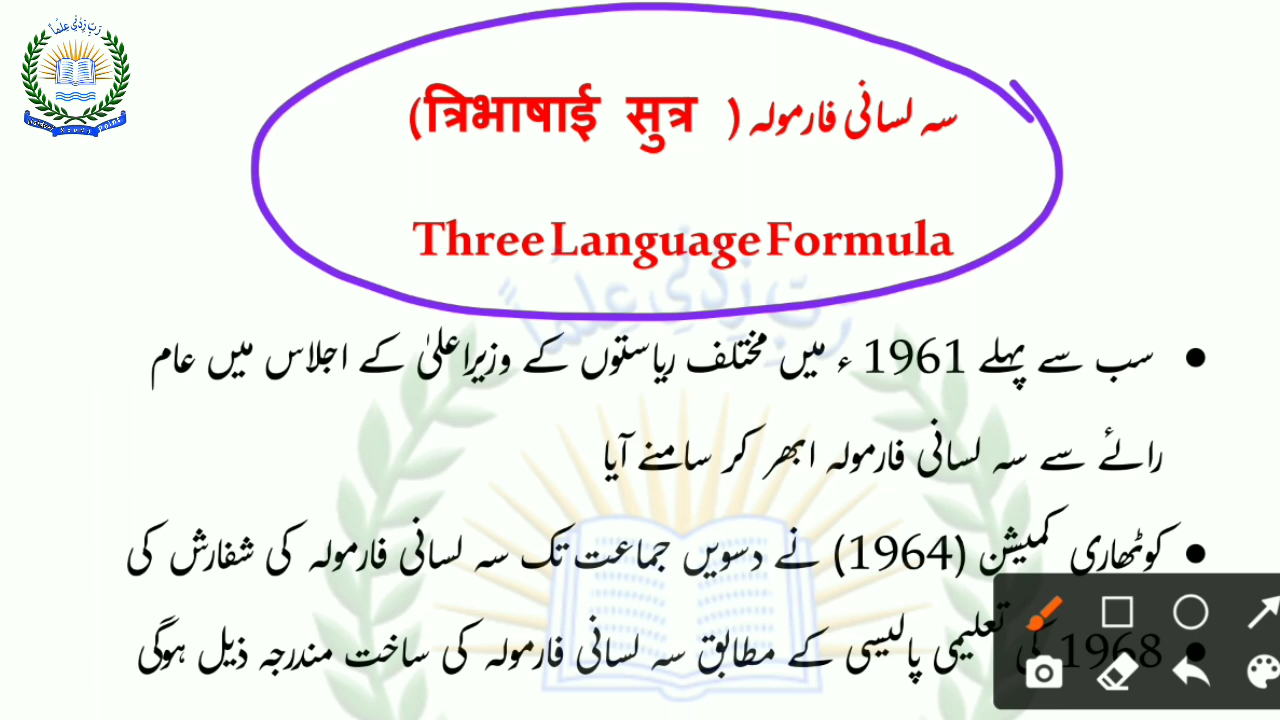 رَبِّ زِدْنِي عِلْمًا
سہ لسانی فارمولہ ( त्रिभाषाई सुत्र )
Three Language Formula
رَبِّ زِدْنِي عِلْمًا
• سب سے پہلے 1961 ء میں مختلف ریاستوں کے وزیراعلیٰ کے اجلاس میں عام
رائے سے سہ لسانی فارمولہ ابھر کر سامنے آیا
• کوٹھاری کمیشن (1964) نے دسویں جماعت تک سہ لسانی فارمولہ کی شفارش کی
• 1968 کی تعلیمی پالیسی کے مطابق سہ لسانی فارمولہ کی ساخت مندرجہ ذیل ہوگی